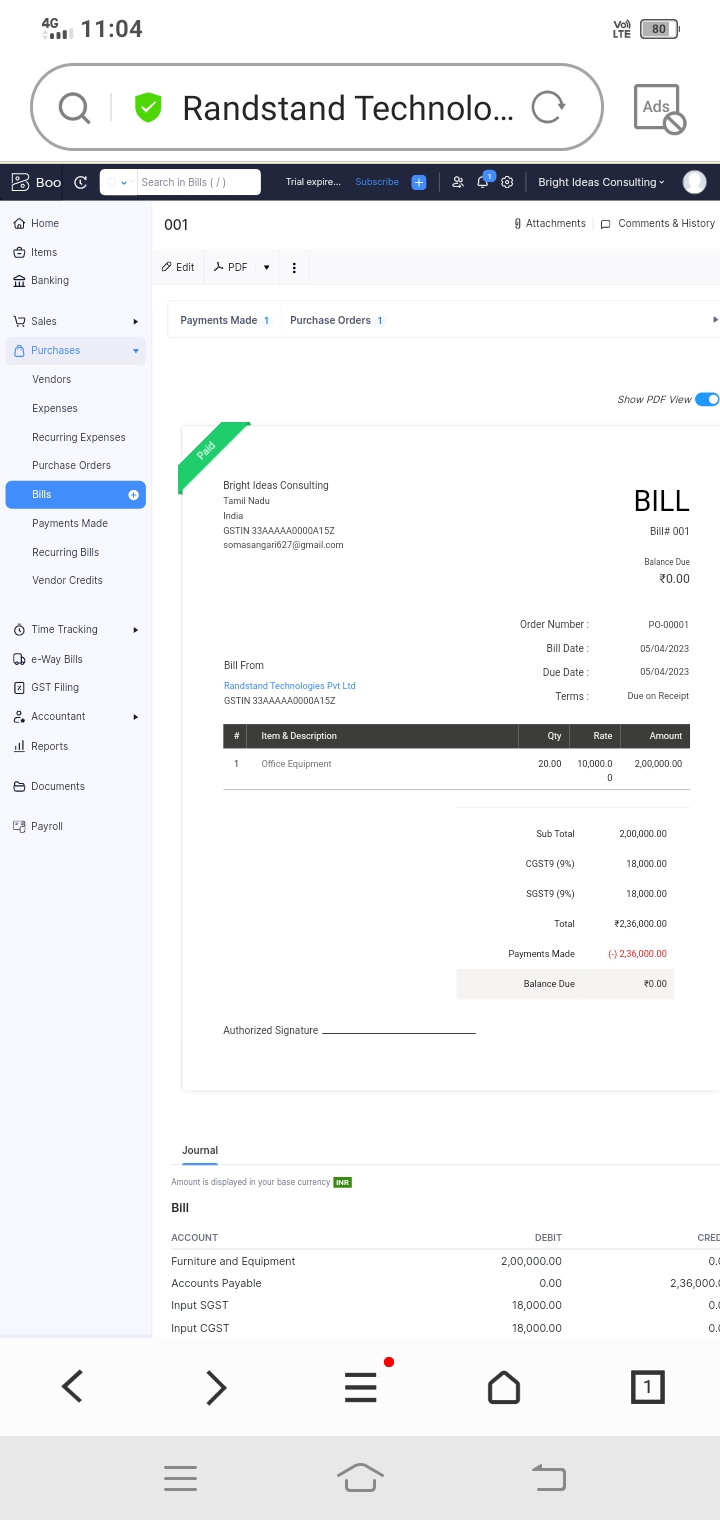 4G 11:04 VoI) LTE 80
Randstand Technolo... Ads
Boo Search in Bills ( / ) Trial expire... Subscribe 1 Bright Ideas Consulting
Home
Items
Banking
Sales
Purchases
Vendors
Expenses
Recurring Expenses
Purchase Orders
Bills
Payments Made
Recurring Bills
Vendor Credits
Time Tracking
e-Way Bills
GST Filing
Accountant
Reports
Documents
Payroll
001 Attachments Comments & History
Edit PDF
Payments Made 1 Purchase Orders 1
Show PDF View
Paid
Bright Ideas Consulting
Tamil Nadu
India
GSTIN 33AAAAA0000A15Z
somasangari627@gmail.com
BILL
Bill# 001
Balance Due
₹0.00
Order Number : PO-00001
Bill Date : 05/04/2023
Due Date : 05/04/2023
Terms : Due on Receipt
Bill From
Randstand Technologies Pvt Ltd
GSTIN 33AAAAA0000A15Z
# Item & Description Qty Rate Amount
1 Office Equipment 20.00 10,000.0 2,00,000.00
0
Sub Total 2,00,000.00
CGST9 (9%) 18,000.00
SGST9 (9%) 18,000.00
Total ₹2,36,000.00
Payments Made (-) 2,36,000.00
Balance Due ₹0.00
Authorized Signature
Journal
Amount is displayed in your base currency INR
Bill
ACCOUNT DEBIT CRED
Furniture and Equipment 2,00,000.00 0.0
Accounts Payable 0.00 2,36,000.0
Input SGST 18,000.00 0.0
Input CGST 18,000.00 0.0
1